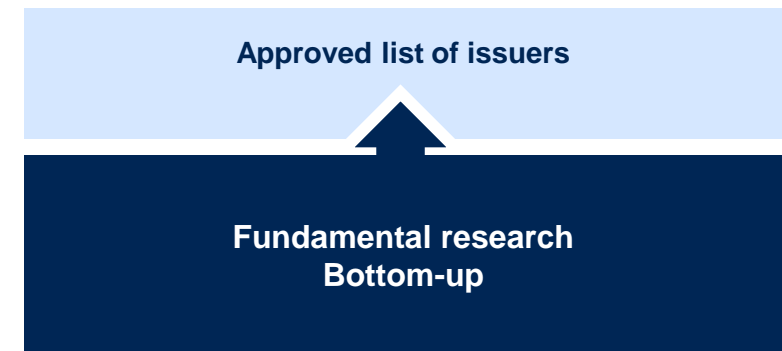 Approved list of issuers
Fundamental research
Bottom-up